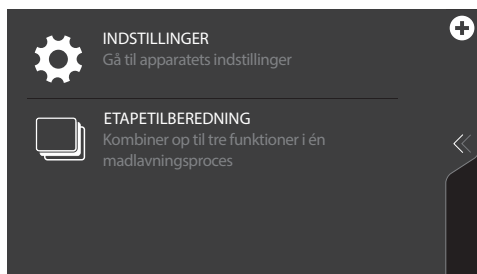 INDSTILLINGER
Gå til apparatets indstillinger
ETAPETILBEREDNING
Kombiner op til tre funktioner i én
madlavningsproces